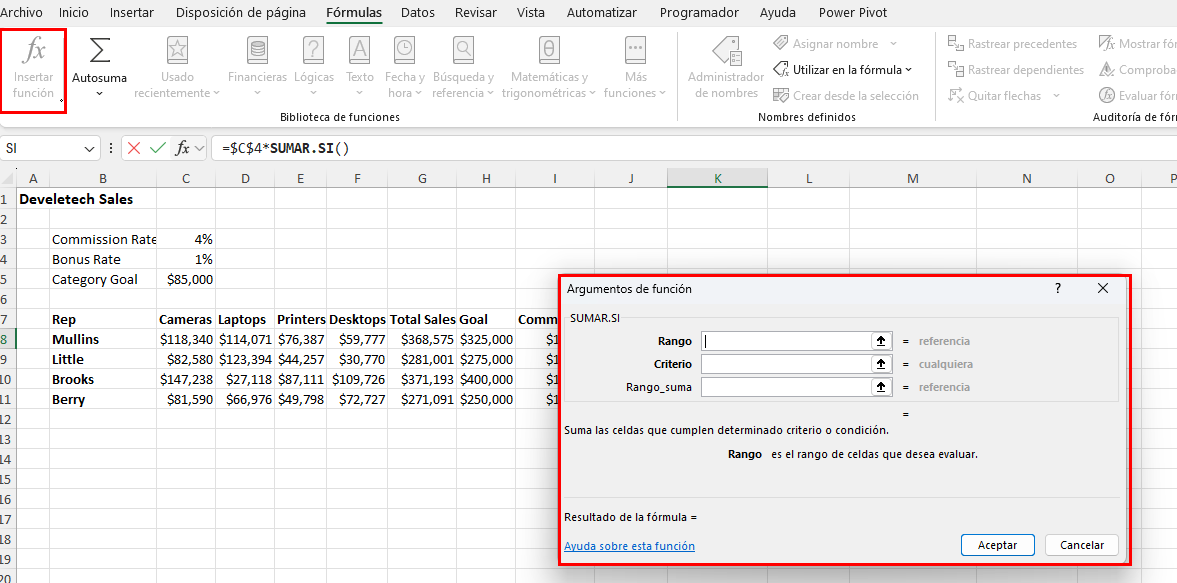 Archivo Inicio Insertar Disposición de página Fórmulas Datos Revisar Vista Automatizar Programador Ayuda Power Pivot
fx Σ θ
Insertar función Autosuma Usado recientemente Financieras Lógicas Texto Fecha y hora Búsqueda y referencia Matemáticas y trigonométricas Más funciones
Biblioteca de funciones
Administrador de nombres
Asignar nombre
Utilizar en la fórmula
Crear desde la selección
Nombres definidos
Rastrear precedentes Mostrar fór
Rastrear dependientes Comproba
Quitar flechas Evaluar fór
Auditoría de fór
SI fx =$C$4*SUMAR.SI()
A B C D E F G H I J K L M N O P
1 Develetech Sales
2
3 Commission Rate 4%
4 Bonus Rate 1%
5 Category Goal $85,000
6
7 Rep Cameras Laptops Printers Desktops Total Sales Goal Comm
8 Mullins $118,340 $114,071 $76,387 $59,777 $368,575 $325,000 $1
9 Little $82,580 $123,394 $44,257 $30,770 $281,001 $275,000 $1
10 Brooks $147,238 $27,118 $87,111 $109,726 $371,193 $400,000 $1
11 Berry $81,590 $66,976 $49,798 $72,727 $271,091 $250,000 $1
12
13
14
15
16
17
18
19
20
Argumentos de función ?
SUMAR.SI
Rango = referencia
Criterio = cualquiera
Rango_suma = referencia
=
Suma las celdas que cumplen determinado criterio o condición.
Rango es el rango de celdas que desea evaluar.
Resultado de la fórmula =
Ayuda sobre esta función Aceptar Cancelar